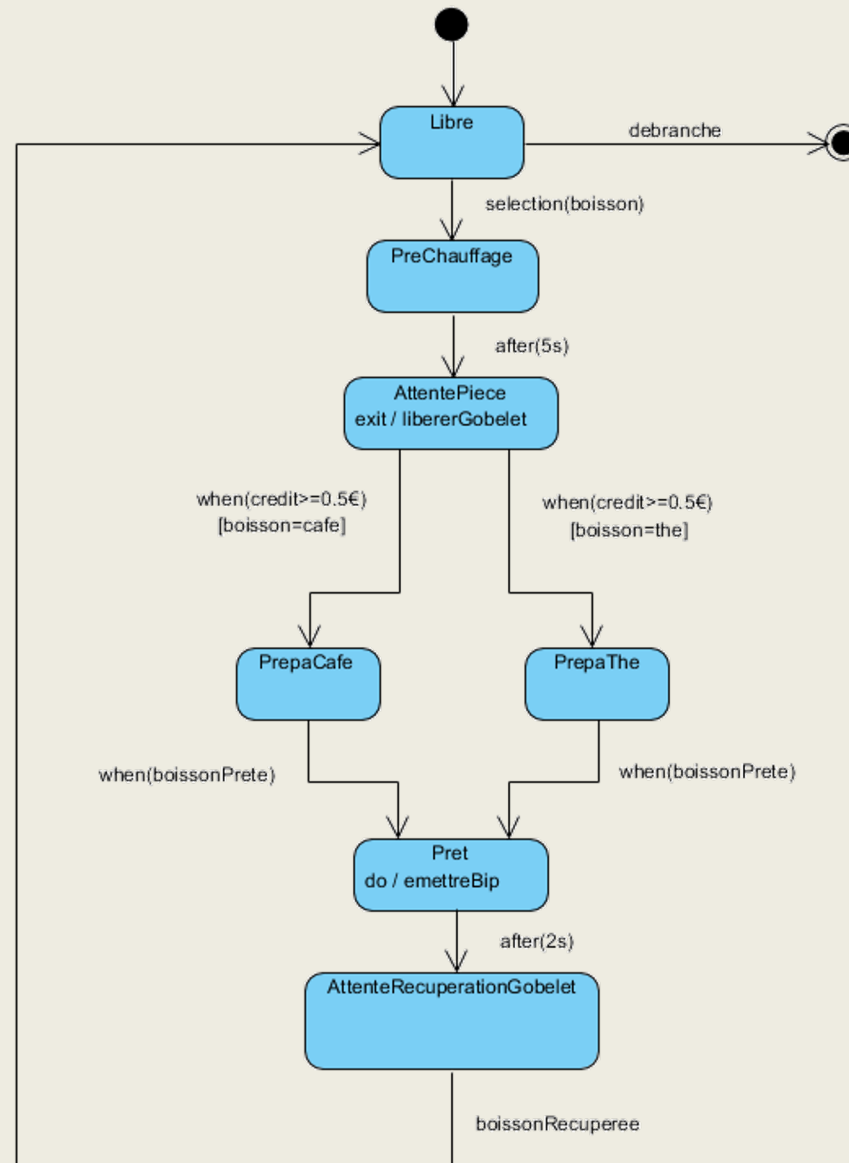 Libre
debranche
selection(boisson)
PreChauffage
after(5s)
AttentePiece
exit / libererGobelet
when(credit>=0.5€)
[boisson=cafe]
when(credit>=0.5€)
[boisson=the]
PrepaCafe
PrepaThe
when(boissonPrete)
when(boissonPrete)
Pret
do / emettreBip
after(2s)
AttenteRecuperationGobelet
boissonRecuperee